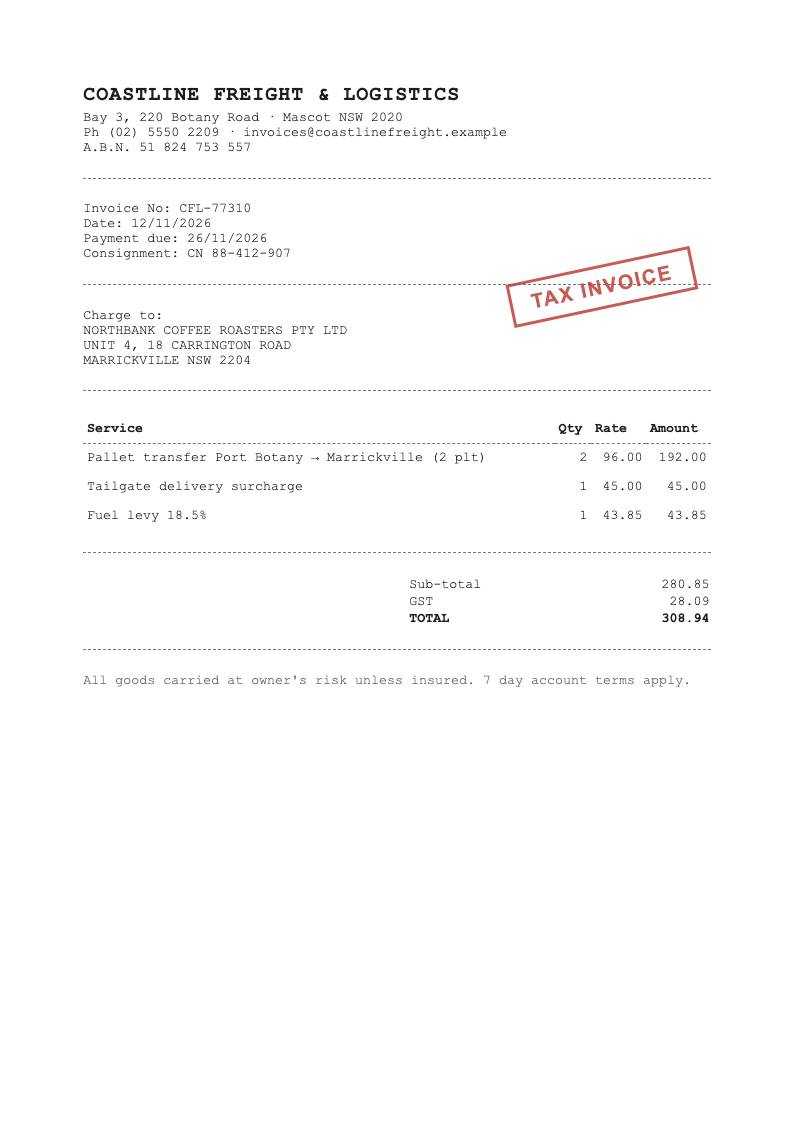 COASTLINE FREIGHT & LOGISTICS
Bay 3, 220 Botany Road · Mascot NSW 2020
Ph (02) 5550 2209 · invoices@coastlinefreight.example
A.B.N. 51 824 753 557
Invoice No: CFL-77310
Date: 12/11/2026
Payment due: 26/11/2026
Consignment: CN 88-412-907
TAX INVOICE
Charge to:
NORTHBANK COFFEE ROASTERS PTY LTD
UNIT 4, 18 CARRINGTON ROAD
MARRICKVILLE NSW 2204
Service Qty Rate Amount
Pallet transfer Port Botany → Marrickville (2 plt) 2 96.00 192.00
Tailgate delivery surcharge 1 45.00 45.00
Fuel levy 18.5% 1 43.85 43.85
Sub-total 280.85
GST 28.09
TOTAL 308.94
All goods carried at owner's risk unless insured. 7 day account terms apply.